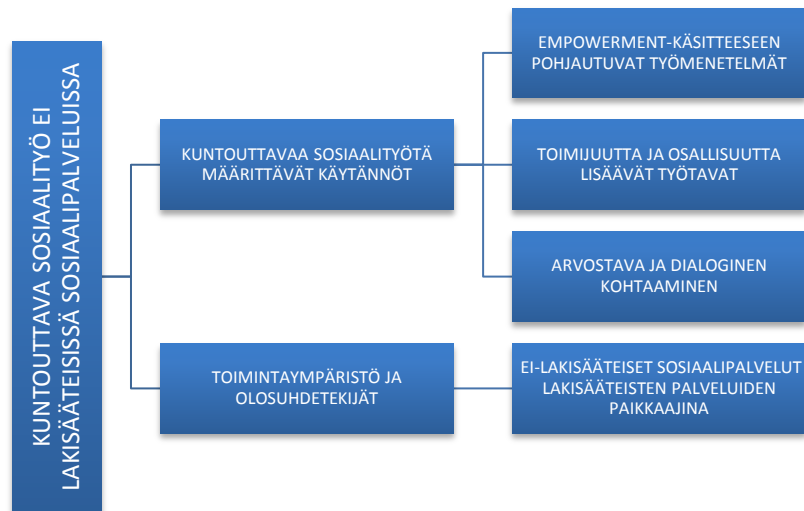 KUNTOUTTAVA SOSIAALITYÖ EI
LAKISÄÄTEISISSÄ SOSIAALIPALVELUISSA
KUNTOUTTAVAA SOSIAALITYÖTÄ
MÄÄRITTÄVÄT KÄYTÄNNÖT
EMPOWERMENT-KÄSITTEESEEN
POHJAUTUVAT TYÖMENETELMÄT
TOIMIJUUTTA JA OSALLISUUTTA
LISÄÄVÄT TYÖTAVAT
ARVOSTAVA JA DIALOGINEN
KOHTAAMINEN
TOIMINTAYMPÄRISTÖ JA
OLOSUHDETEKIJÄT
EI-LAKISÄÄTEISET SOSIAALIPALVELUT
LAKISÄÄTEISTEN PALVELUIDEN
PAIKKAAJINA